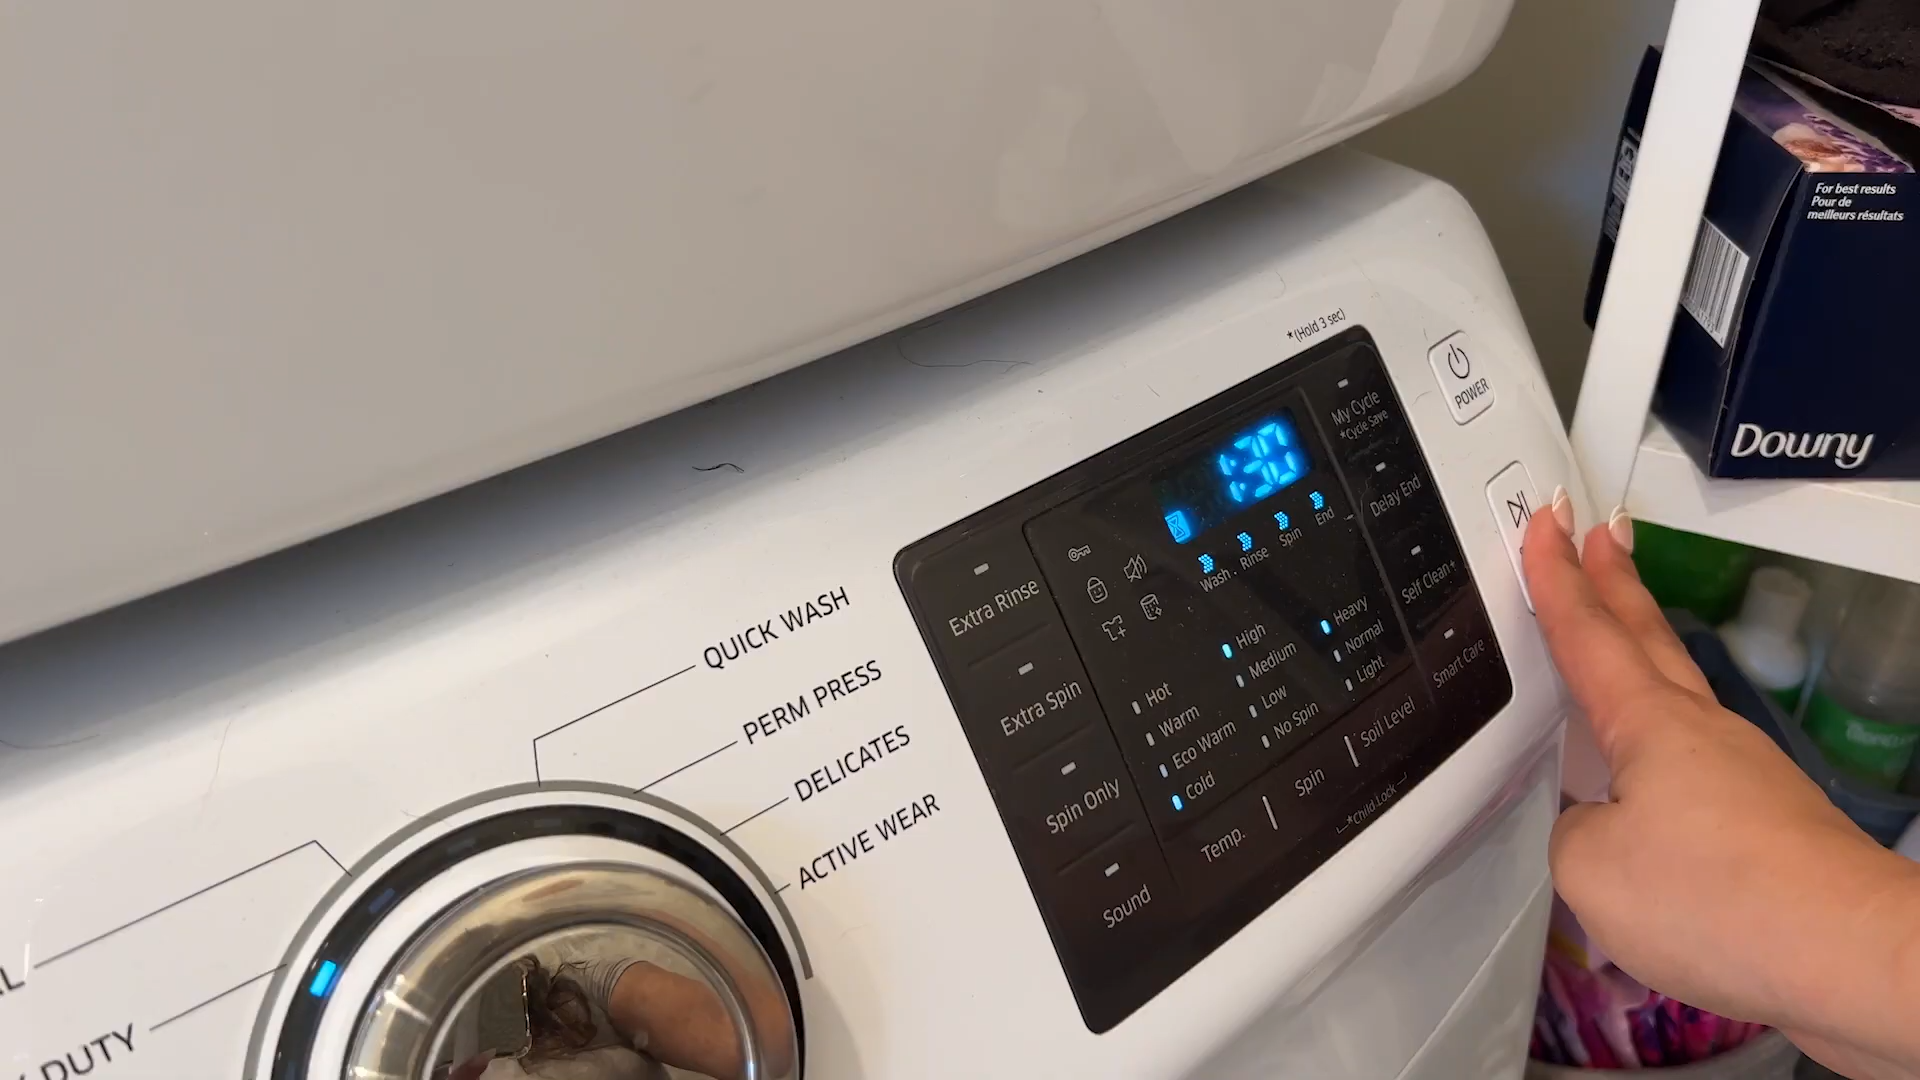 For best results
Pour de
meilleurs résultats
Downy
*(Hold 3 sec)
POWER
My Cycle
*Cycle Save
Delay End
Self Clean+
Smart Care
1:30
Wash
Rinse
Spin
End
Extra Rinse
Extra Spin
Spin Only
Sound
Hot
Warm
Eco Warm
Cold
High
Medium
Low
No Spin
Heavy
Normal
Light
Temp.
Spin
Soil Level
*Child Lock
QUICK WASH
PERM PRESS
DELICATES
ACTIVE WEAR
DUTY